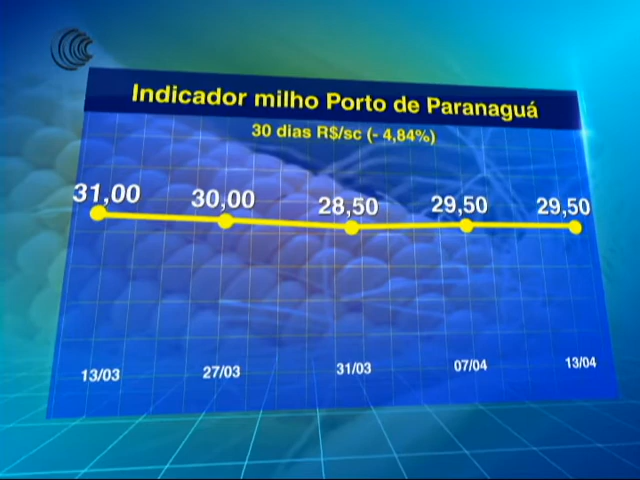 Indicador milho Porto de Paranaguá
30 dias R$/sc (- 4,84%)
31,00 30,00 28,50 29,50 29,50
13/03 27/03 31/03 07/04 13/04